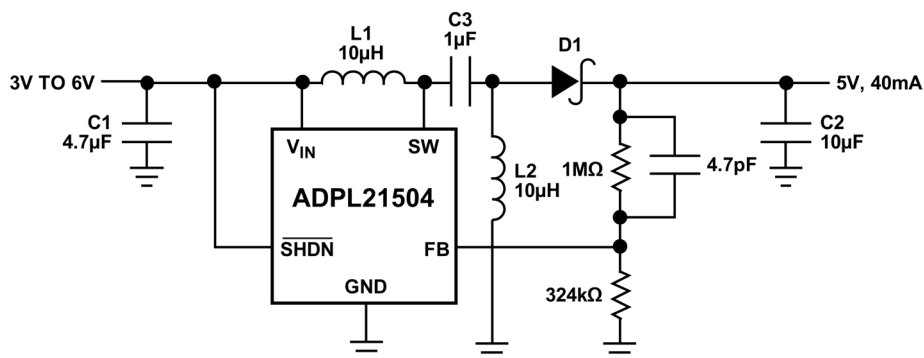 L1
10µH
C3
1µF
D1
3V TO 6V
5V, 40mA
C1
4.7µF
VIN
SW
L2
10µH
1MΩ
4.7pF
C2
10µF
ADPL21504
SHDN
FB
GND
324kΩ